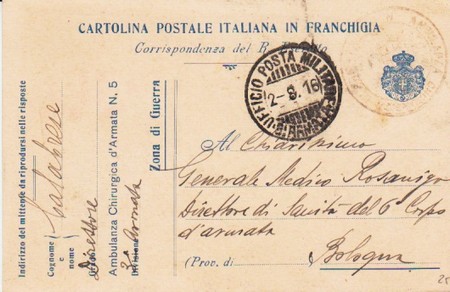 CARTOLINA POSTALE ITALIANA IN FRANCHIGIA
Corrispondenza del R. Esercito
UFFICIO POSTA MILITARE
2-8.16
Indirizzo del mittente da riprodursi nelle risposte
Cognome e nome
Calabrese
Direttore
Ambulanza Chirurgica d'Armata N. 5
3ª Armata
Zona di Guerra
Al Chiarissimo
Generale Medico Rosanigo
Direttore di Sanità del 6° Corpo
d'armata
(Prov. di Bologna